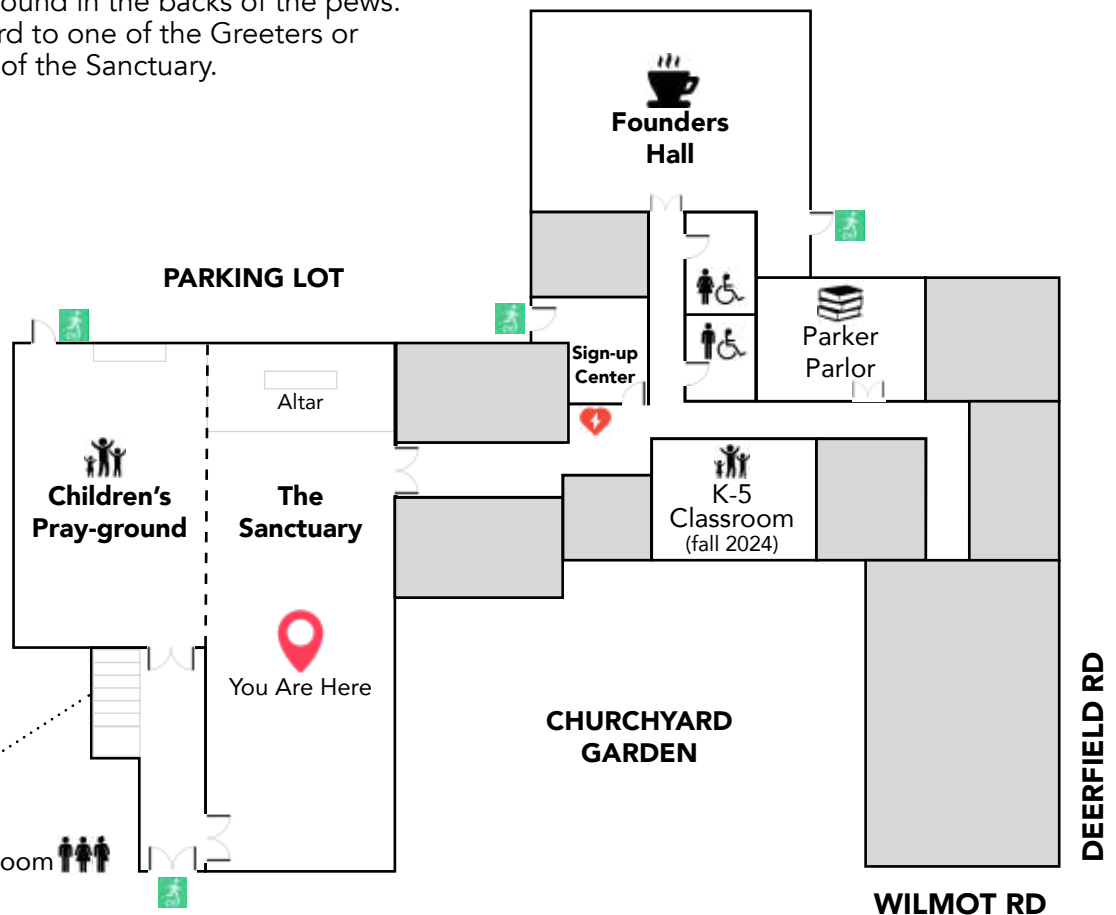 ound in the backs of the pews.
rd to one of the Greeters or
of the Sanctuary.
Founders
Hall
PARKING LOT
Parker
Parlor
Sign-up
Center
Altar
Children's
Pray-ground
The
Sanctuary
K-5
Classroom
(fall 2024)
You Are Here
CHURCHYARD
GARDEN
DEERFIELD RD
oom
WILMOT RD